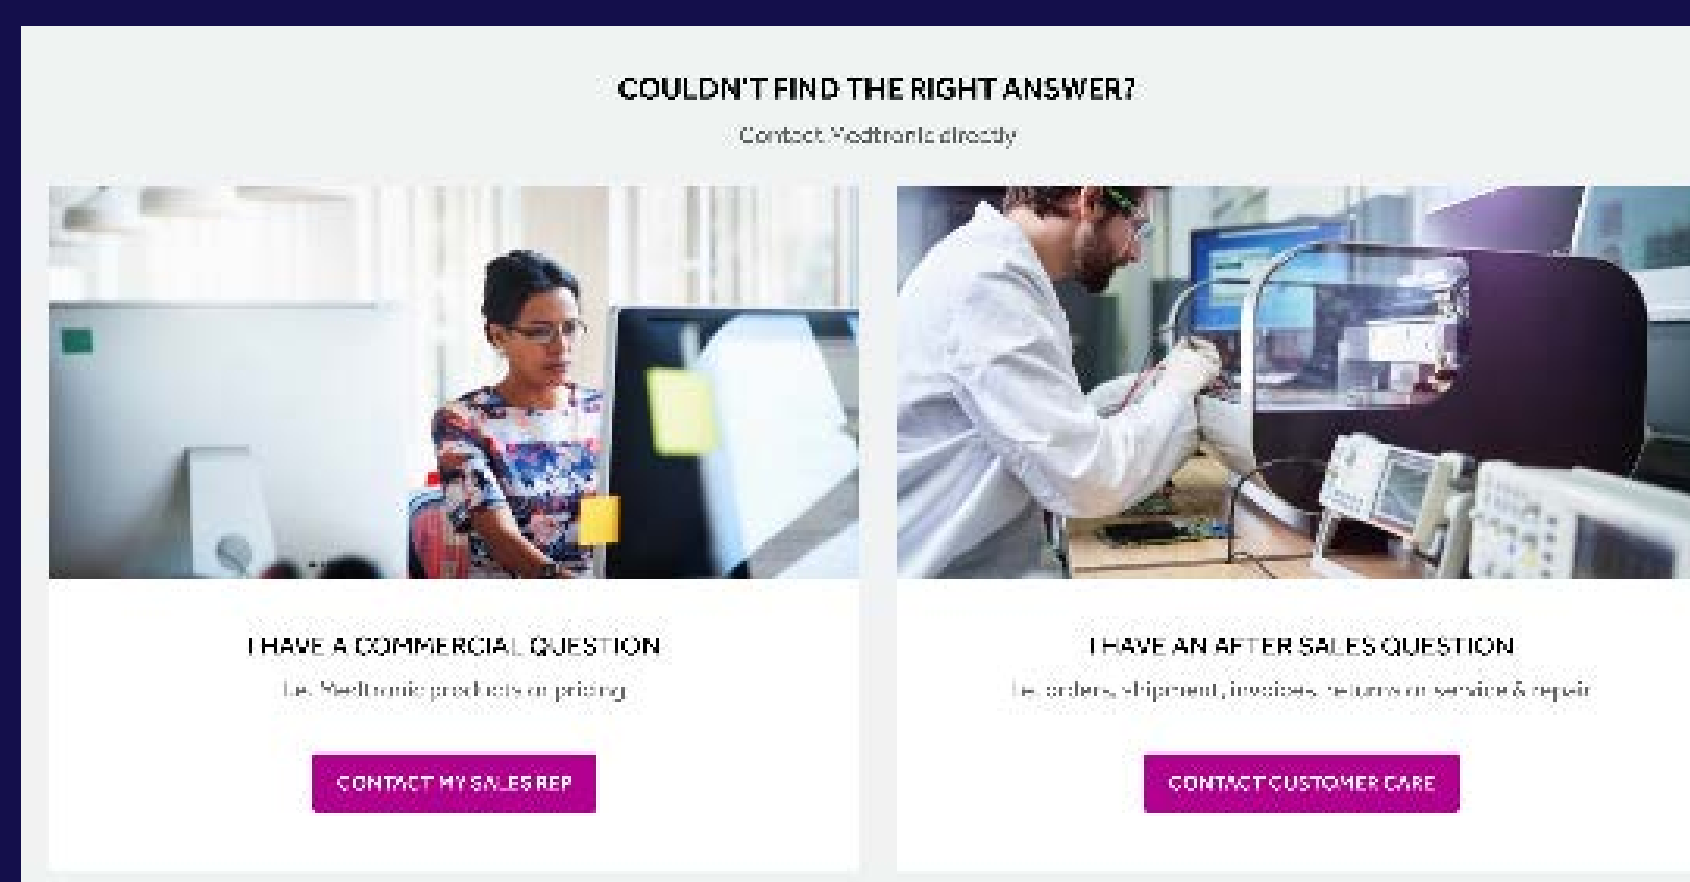 COULDN'T FIND THE RIGHT ANSWER?
Contact Medtronic directly
I HAVE A COMMERCIAL QUESTION
I.e. Medtronic products or pricing
CONTACT MY SALES REP
I HAVE AN AFTER SALES QUESTION
I.e. orders, shipment, invoices, returns or service & repair
CONTACT CUSTOMER CARE